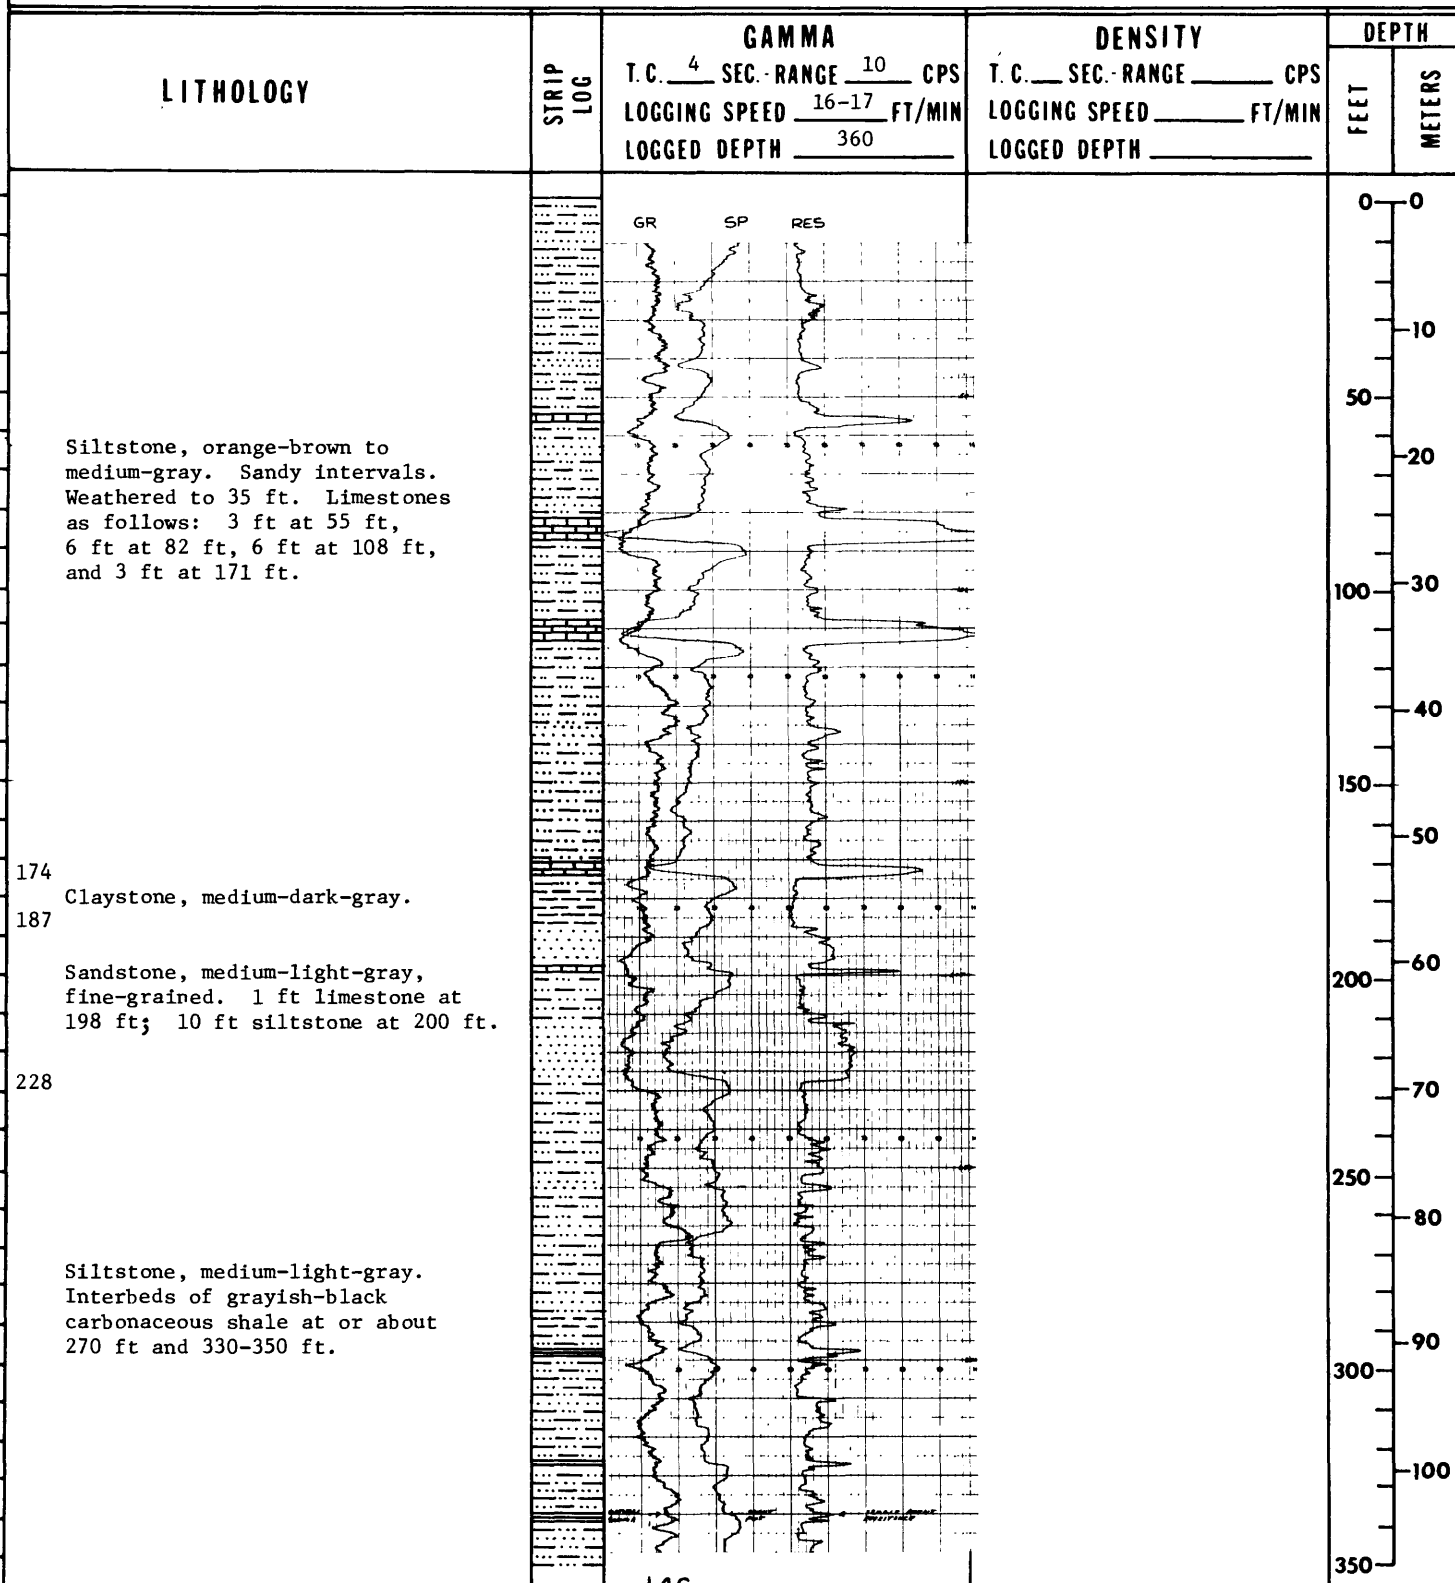 LITHOLOGY
STRIP LOG
GAMMA
T.C. 4 SEC.-RANGE 10 CPS
LOGGING SPEED 16-17 FT/MIN
LOGGED DEPTH 360
DENSITY
T.C. SEC.-RANGE CPS
LOGGING SPEED FT/MIN
LOGGED DEPTH
DEPTH
FEET
METERS
GR SP RES
0 0
10
50
Siltstone, orange-brown to
medium-gray. Sandy intervals.
Weathered to 35 ft. Limestones
as follows: 3 ft at 55 ft,
6 ft at 82 ft, 6 ft at 108 ft,
and 3 ft at 171 ft.
20
100 30
40
150
50
174
Claystone, medium-dark-gray.
187
Sandstone, medium-light-gray,
fine-grained. 1 ft limestone at
198 ft; 10 ft siltstone at 200 ft.
60
200
228
70
250
80
Siltstone, medium-light-gray.
Interbeds of grayish-black
carbonaceous shale at or about
270 ft and 330-350 ft.
90
300
100
350